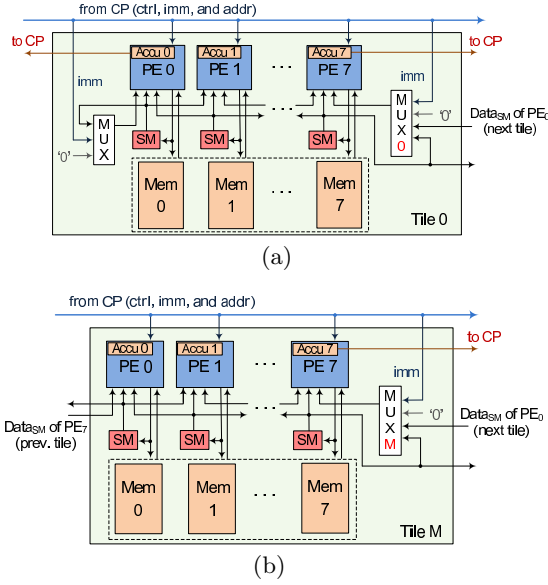 from CP (ctrl, imm, and addr)
to CP
Accu 0
Accu 1
Accu 7
to CP
PE 0
PE 1
. . .
PE 7
imm
imm
M
U
X
'0'
SM
SM
. . .
SM
M
U
X
0
'0'
Data_SM of PE_0
(next tile)
Mem
0
Mem
1
. . .
Mem
7
Tile 0
(a)
from CP (ctrl, imm, and addr)
Accu 0
Accu 1
Accu 7
to CP
PE 0
PE 1
. . .
PE 7
imm
Data_SM of PE_7
(prev. tile)
SM
SM
. . .
SM
M
U
X
M
'0'
Data_SM of PE_0
(next tile)
Mem
0
Mem
1
. . .
Mem
7
Tile M
(b)